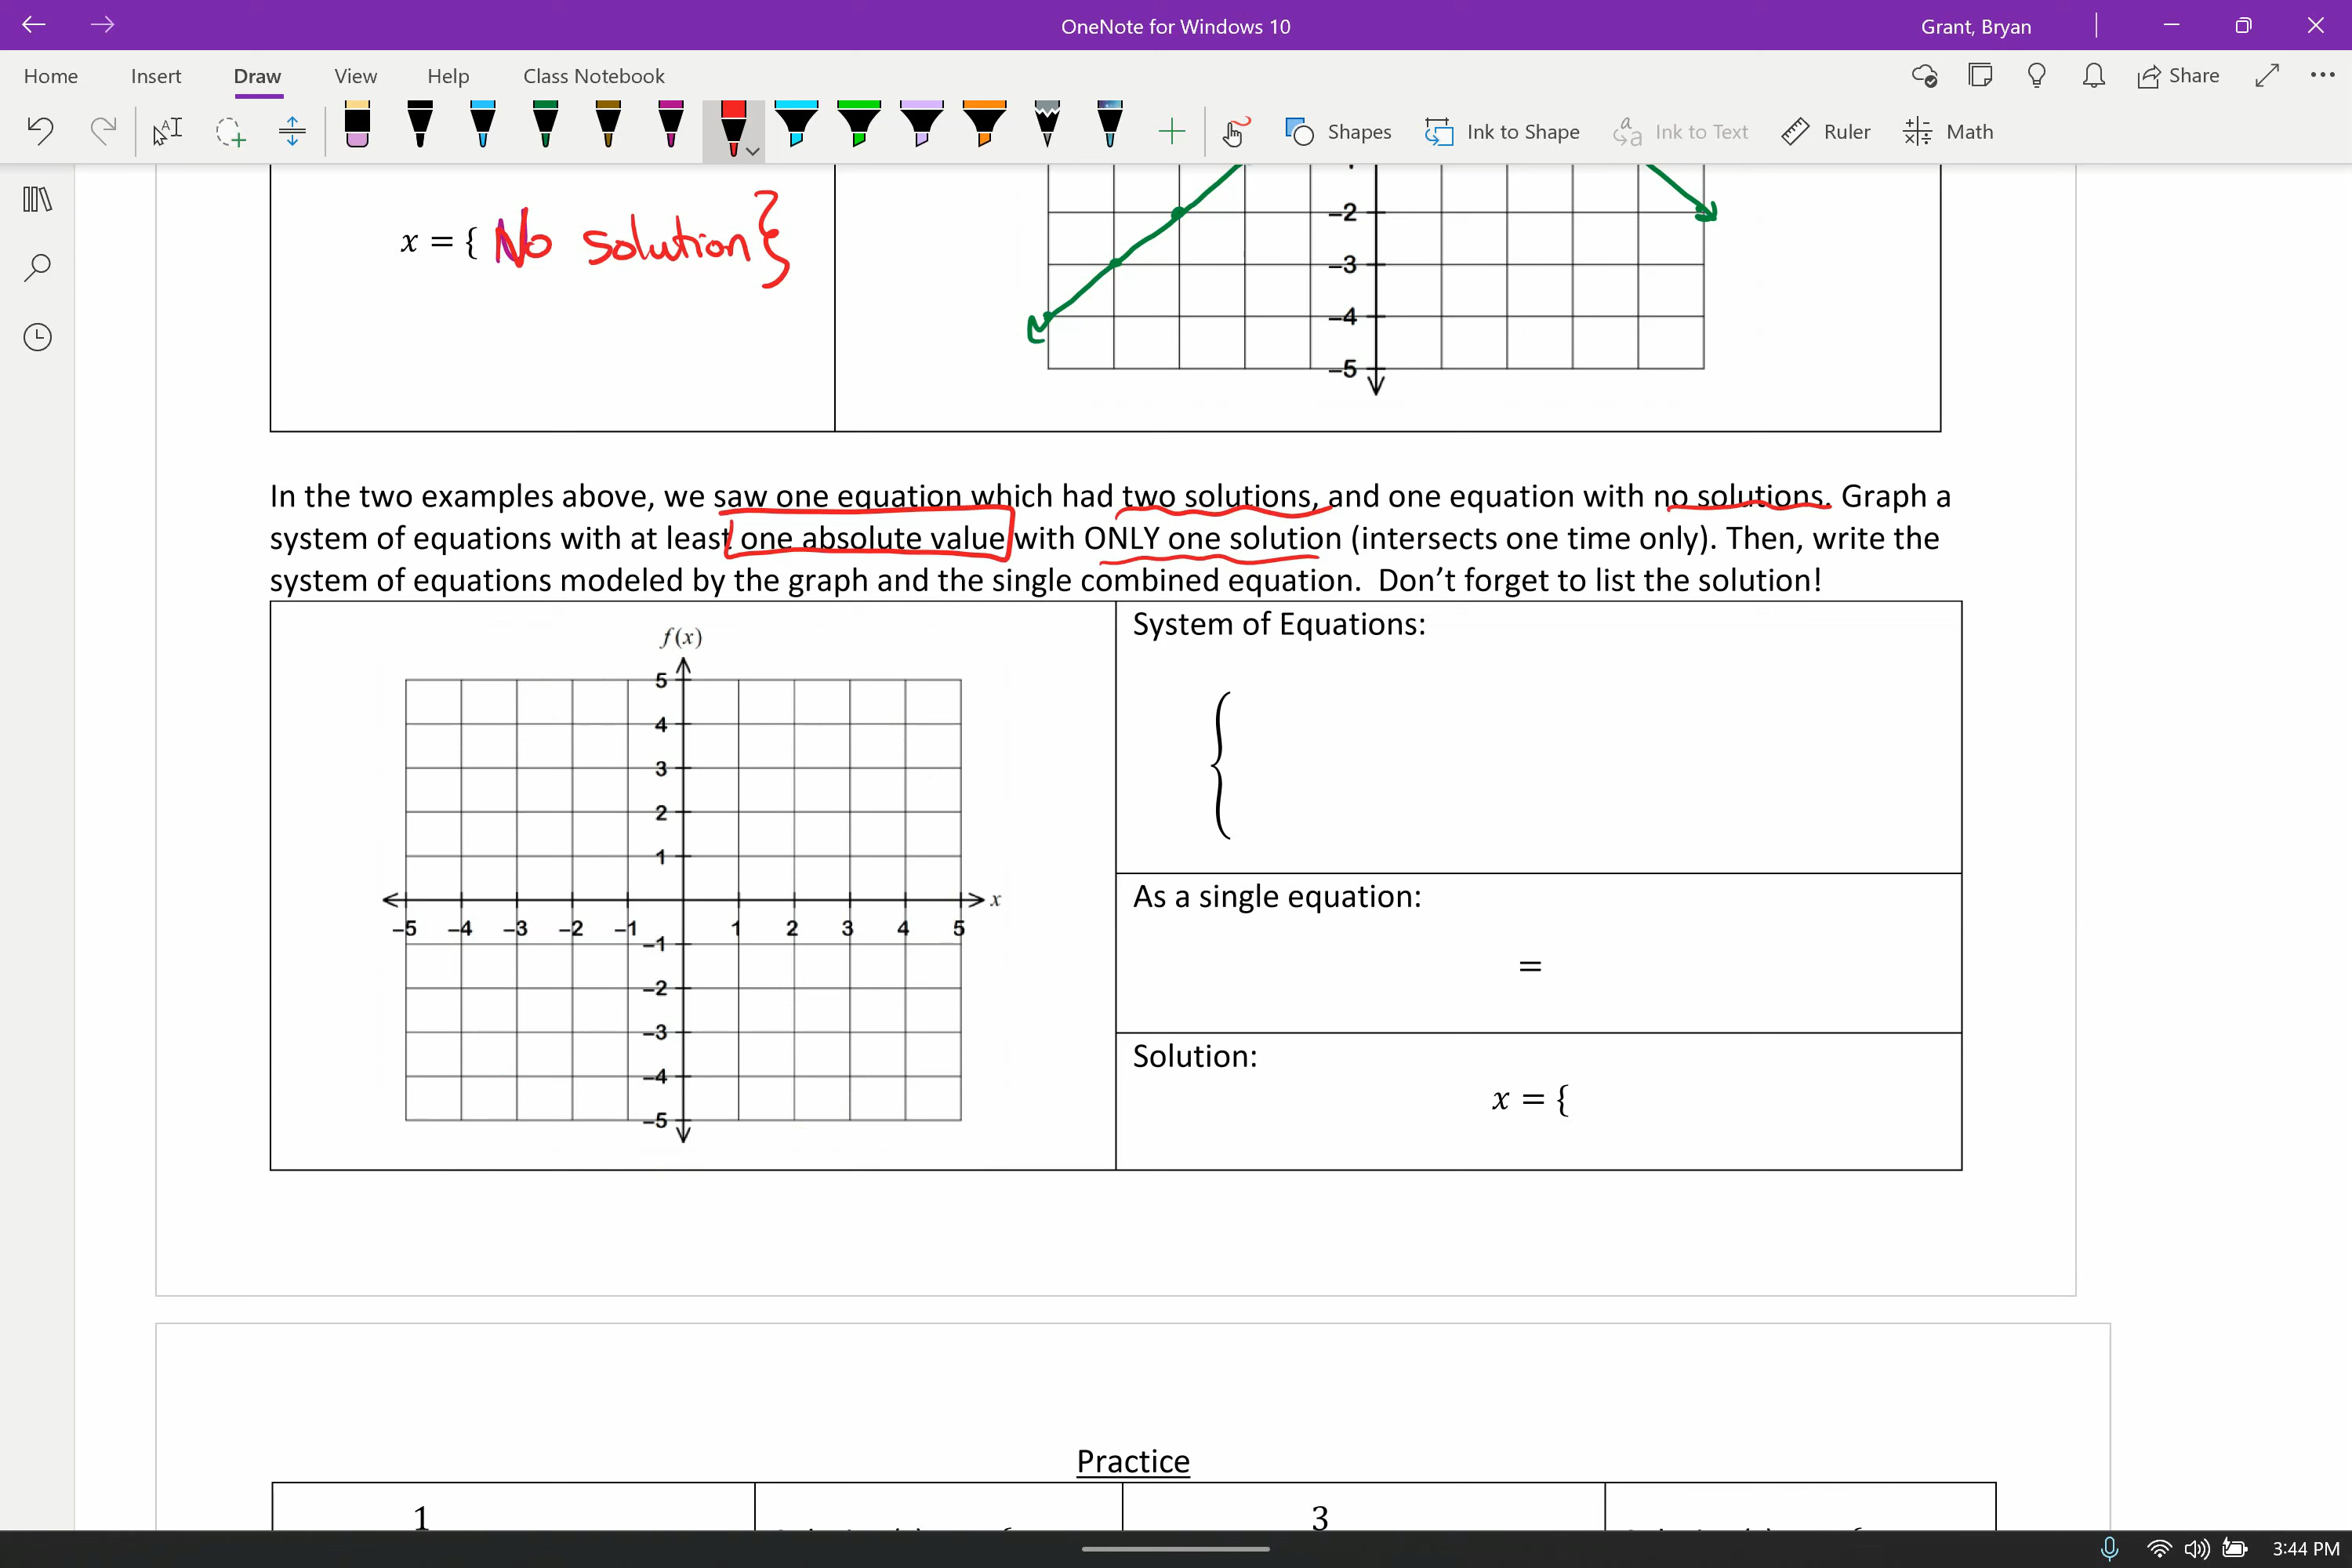 OneNote for Windows 10
Grant, Bryan
Home Insert Draw View Help Class Notebook
Share
Shapes Ink to Shape Ink to Text Ruler Math
x = { No solution}
-2
-3
-4
-5
In the two examples above, we saw one equation which had two solutions, and one equation with no solutions. Graph a
system of equations with at least one absolute value with ONLY one solution (intersects one time only). Then, write the
system of equations modeled by the graph and the single combined equation. Don't forget to list the solution!
f(x)
5
4
3
2
1
x
-5 -4 -3 -2 -1 1 2 3 4 5
-1
-2
-3
-4
-5
System of Equations:
{
As a single equation:
=
Solution:
x = {
Practice
1 3
3:44 PM